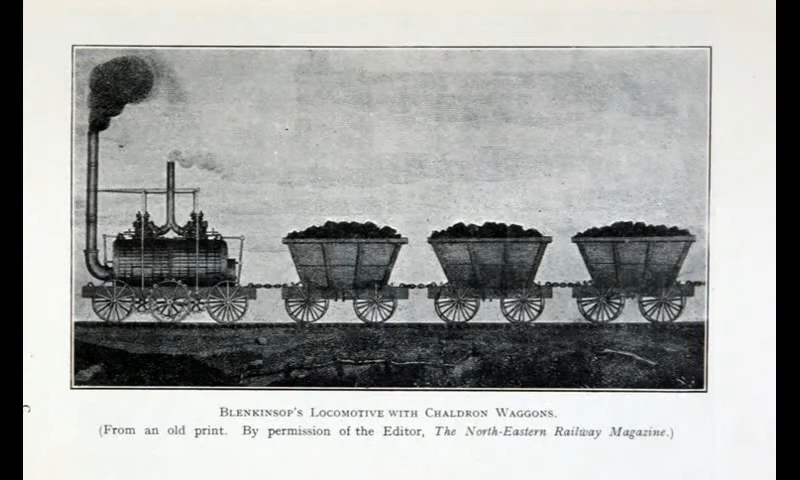 Blenkinsop's Locomotive with Chaldron Waggons.
(From an old print. By permission of the Editor, The North-Eastern Railway Magazine.)